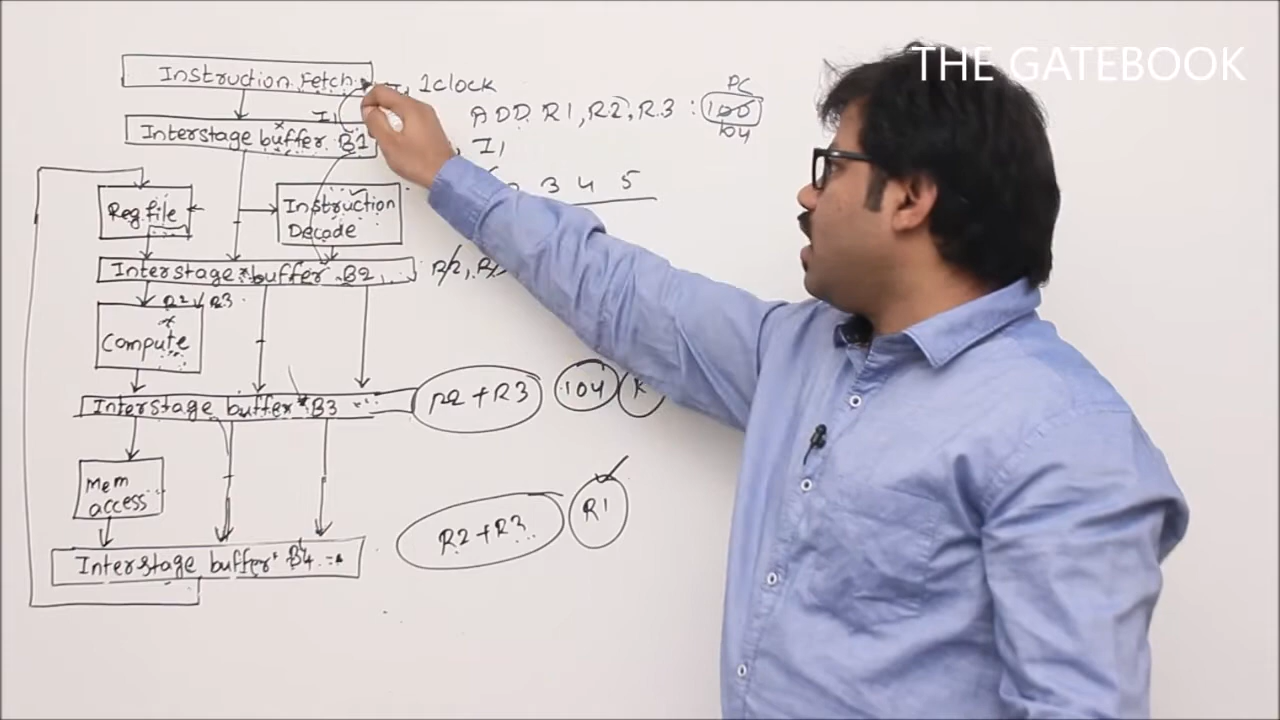 THE GATEBOOK
Instruction Fetch
1clock
PC
ADD R1, R2, R3 : 100
104
I1
Interstage buffer B1
I1
3 4 5
Reg file
Instruction
Decode
Interstage buffer B2
R2, R
R2 R3
Compute
Interstage buffer B3
R2 + R3
104
Mem
access
R2 + R3
R1
Interstage buffer B4